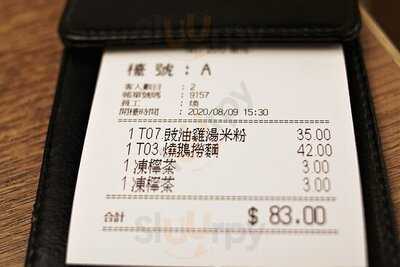 檯號：A
客人數目 : 2
帳單號碼 : 9157
員工 :
開檯時間 : 2020/08/09 15:30
1 T07.豉油雞湯米粉 35.00
1 T03.燒鵝撈麵 42.00
1.凍檸茶 3.00
1.凍檸茶 3.00
合計 $ 83.00
Sluurpy